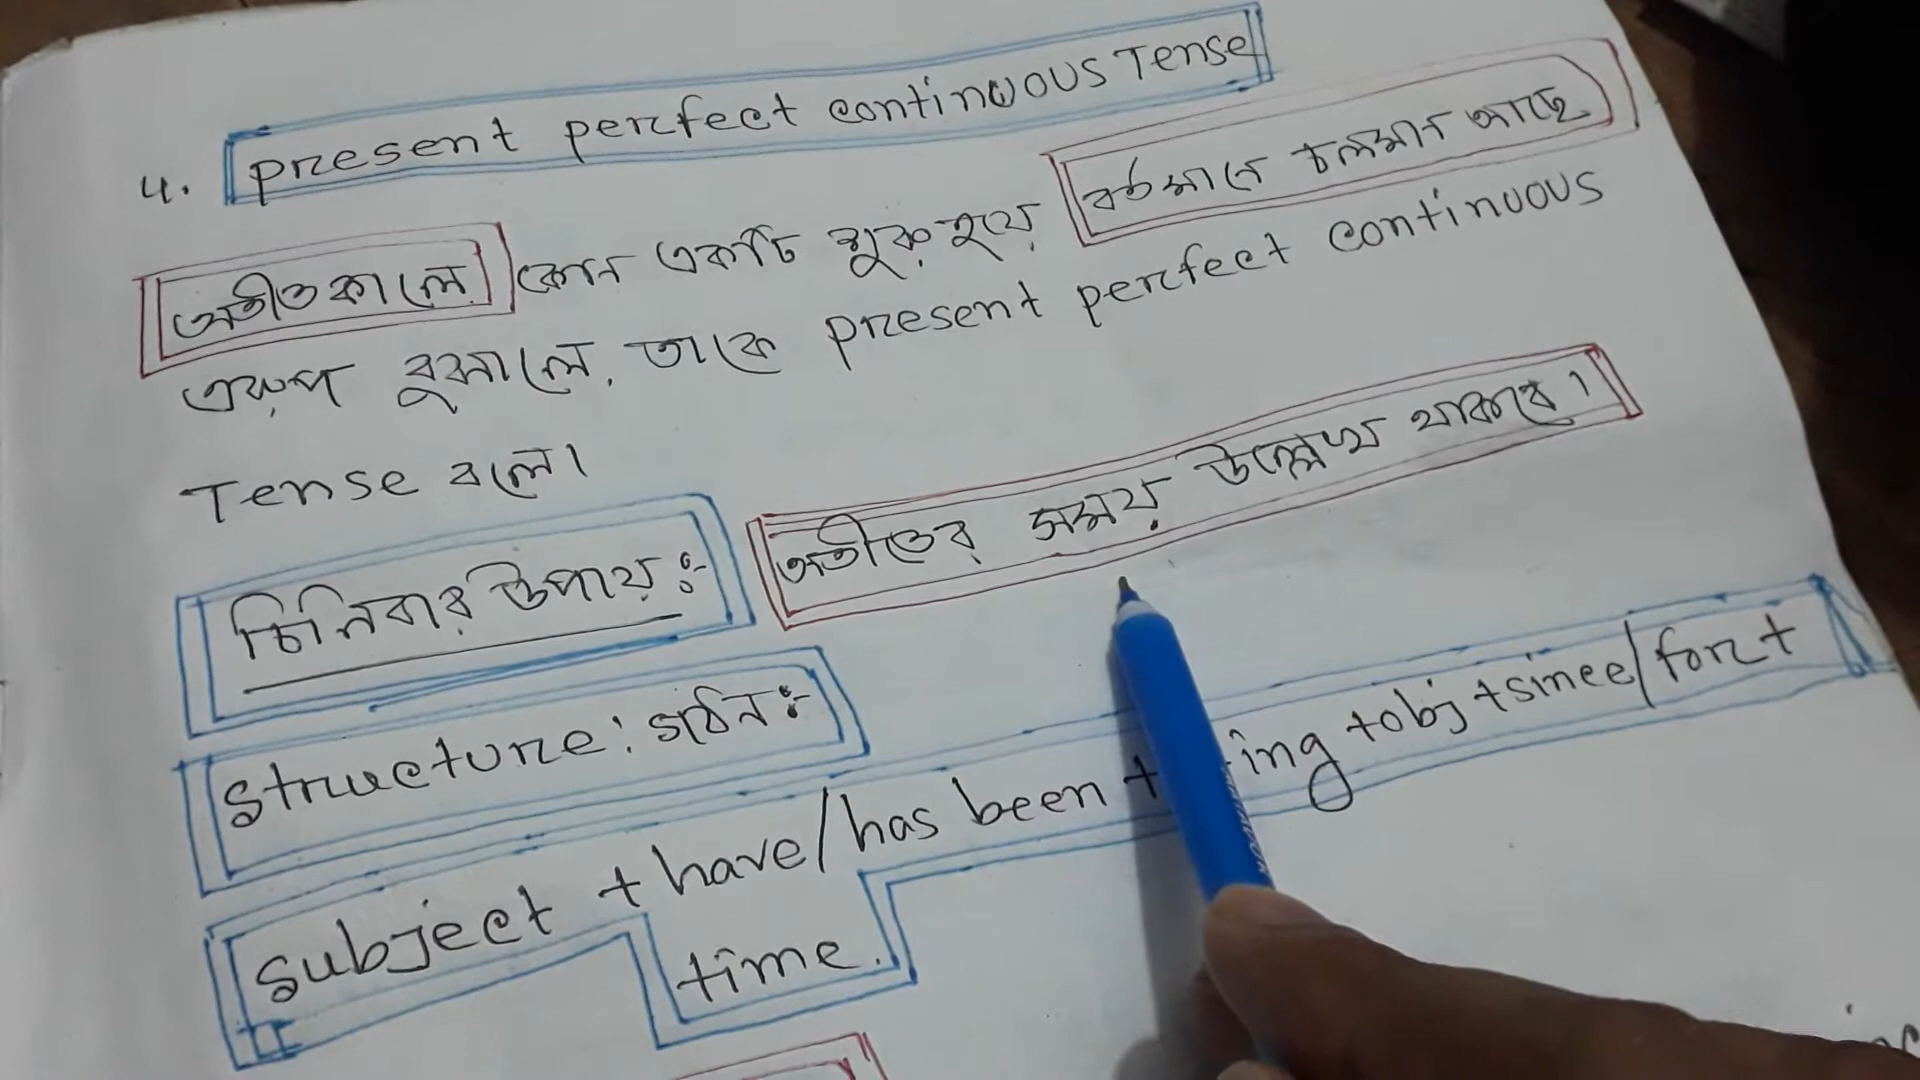 4. Present perfect continuous Tense
অতীতকালে কোন একটি শুরু হয়ে বর্তমানে চলমান আছে
এরূপ বুঝালে, তাকে present perfect continuous
Tense বলে।
চিনিবার উপায়ঃ- অতীতের সময় উল্লেখ থাকবে।
Structure: গঠনঃ-
Subject + have/has been + ing + obj + since/for +
time.